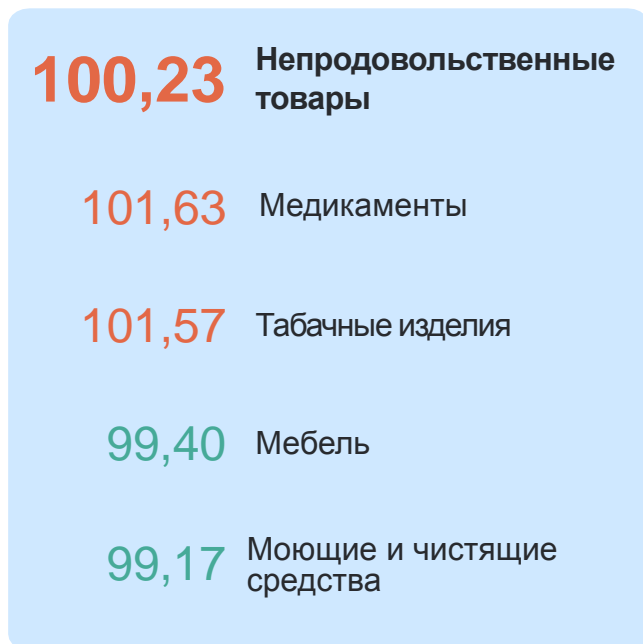 100,23 Непродовольственные
товары
101,63 Медикаменты
101,57 Табачные изделия
99,40 Мебель
99,17 Моющие и чистящие
средства